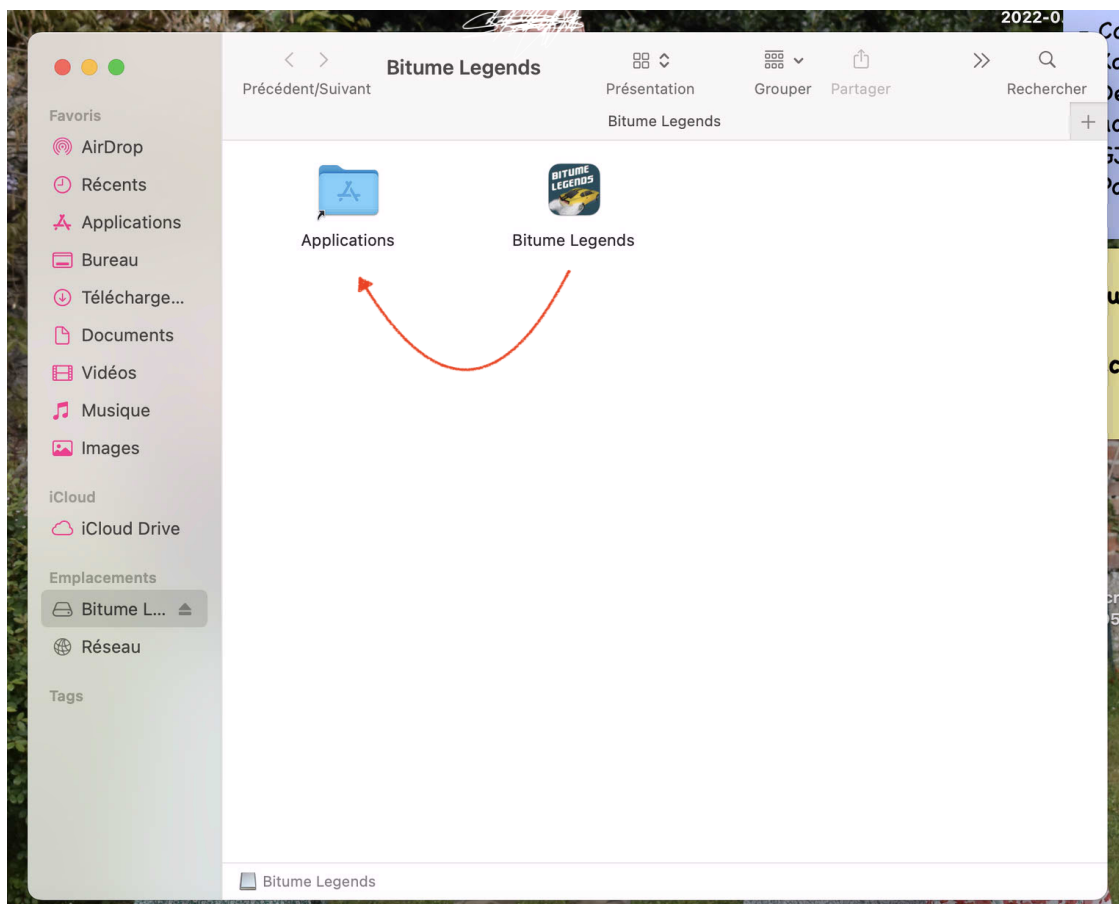 2022-0
Bitume Legends
Précédent/Suivant
Présentation
Grouper
Partager
Rechercher
Bitume Legends
Favoris
AirDrop
Récents
Applications
Bureau
Télécharge...
Documents
Vidéos
Musique
Images
iCloud
iCloud Drive
Emplacements
Bitume L...
Réseau
Tags
Applications
BITUME
LEGENDS
Bitume Legends
Bitume Legends